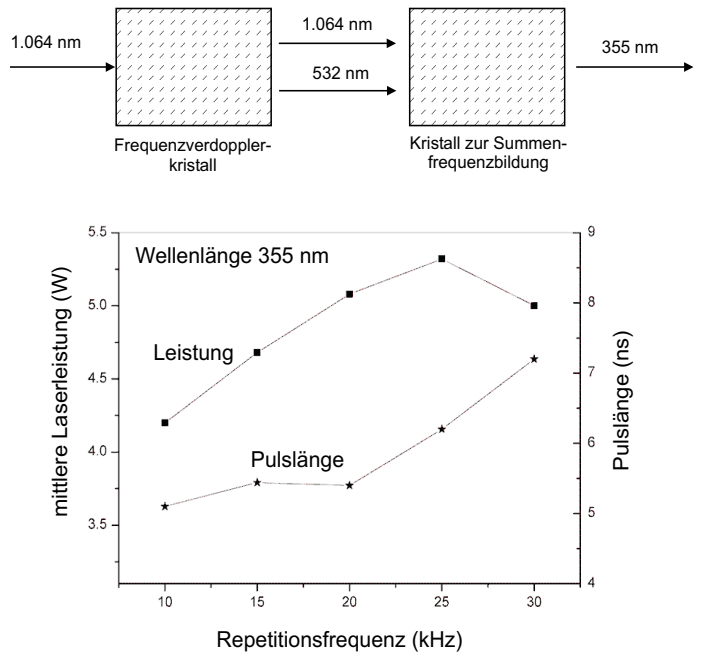 1.064 nm
1.064 nm
532 nm
355 nm
Frequenzverdoppler-
kristall
Kristall zur Summen-
frequenzbildung
Wellenlänge 355 nm
Leistung
Pulslänge
mittlere Laserleistung (W)
5.5
5.0
4.5
4.0
3.5
Pulslänge (ns)
9
8
7
6
5
4
10 15 20 25 30
Repetitionsfrequenz (kHz)